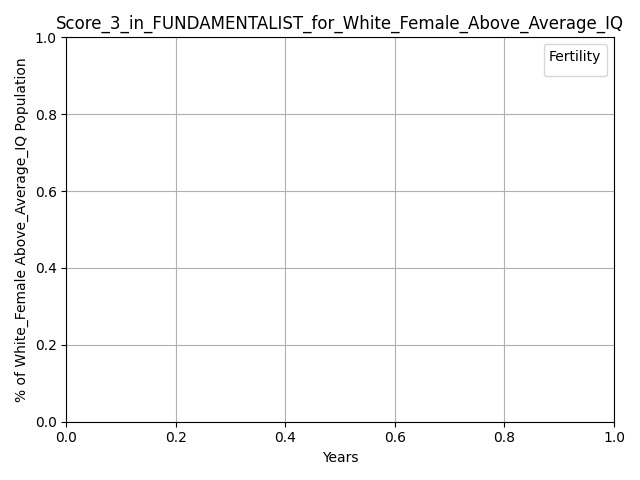 Score_3_in_FUNDAMENTALIST_for_White_Female_Above_Average_IQ
Fertility
% of White_Female Above_Average_IQ Population
1.0
0.8
0.6
0.4
0.2
0.0
0.0 0.2 0.4 0.6 0.8 1.0
Years